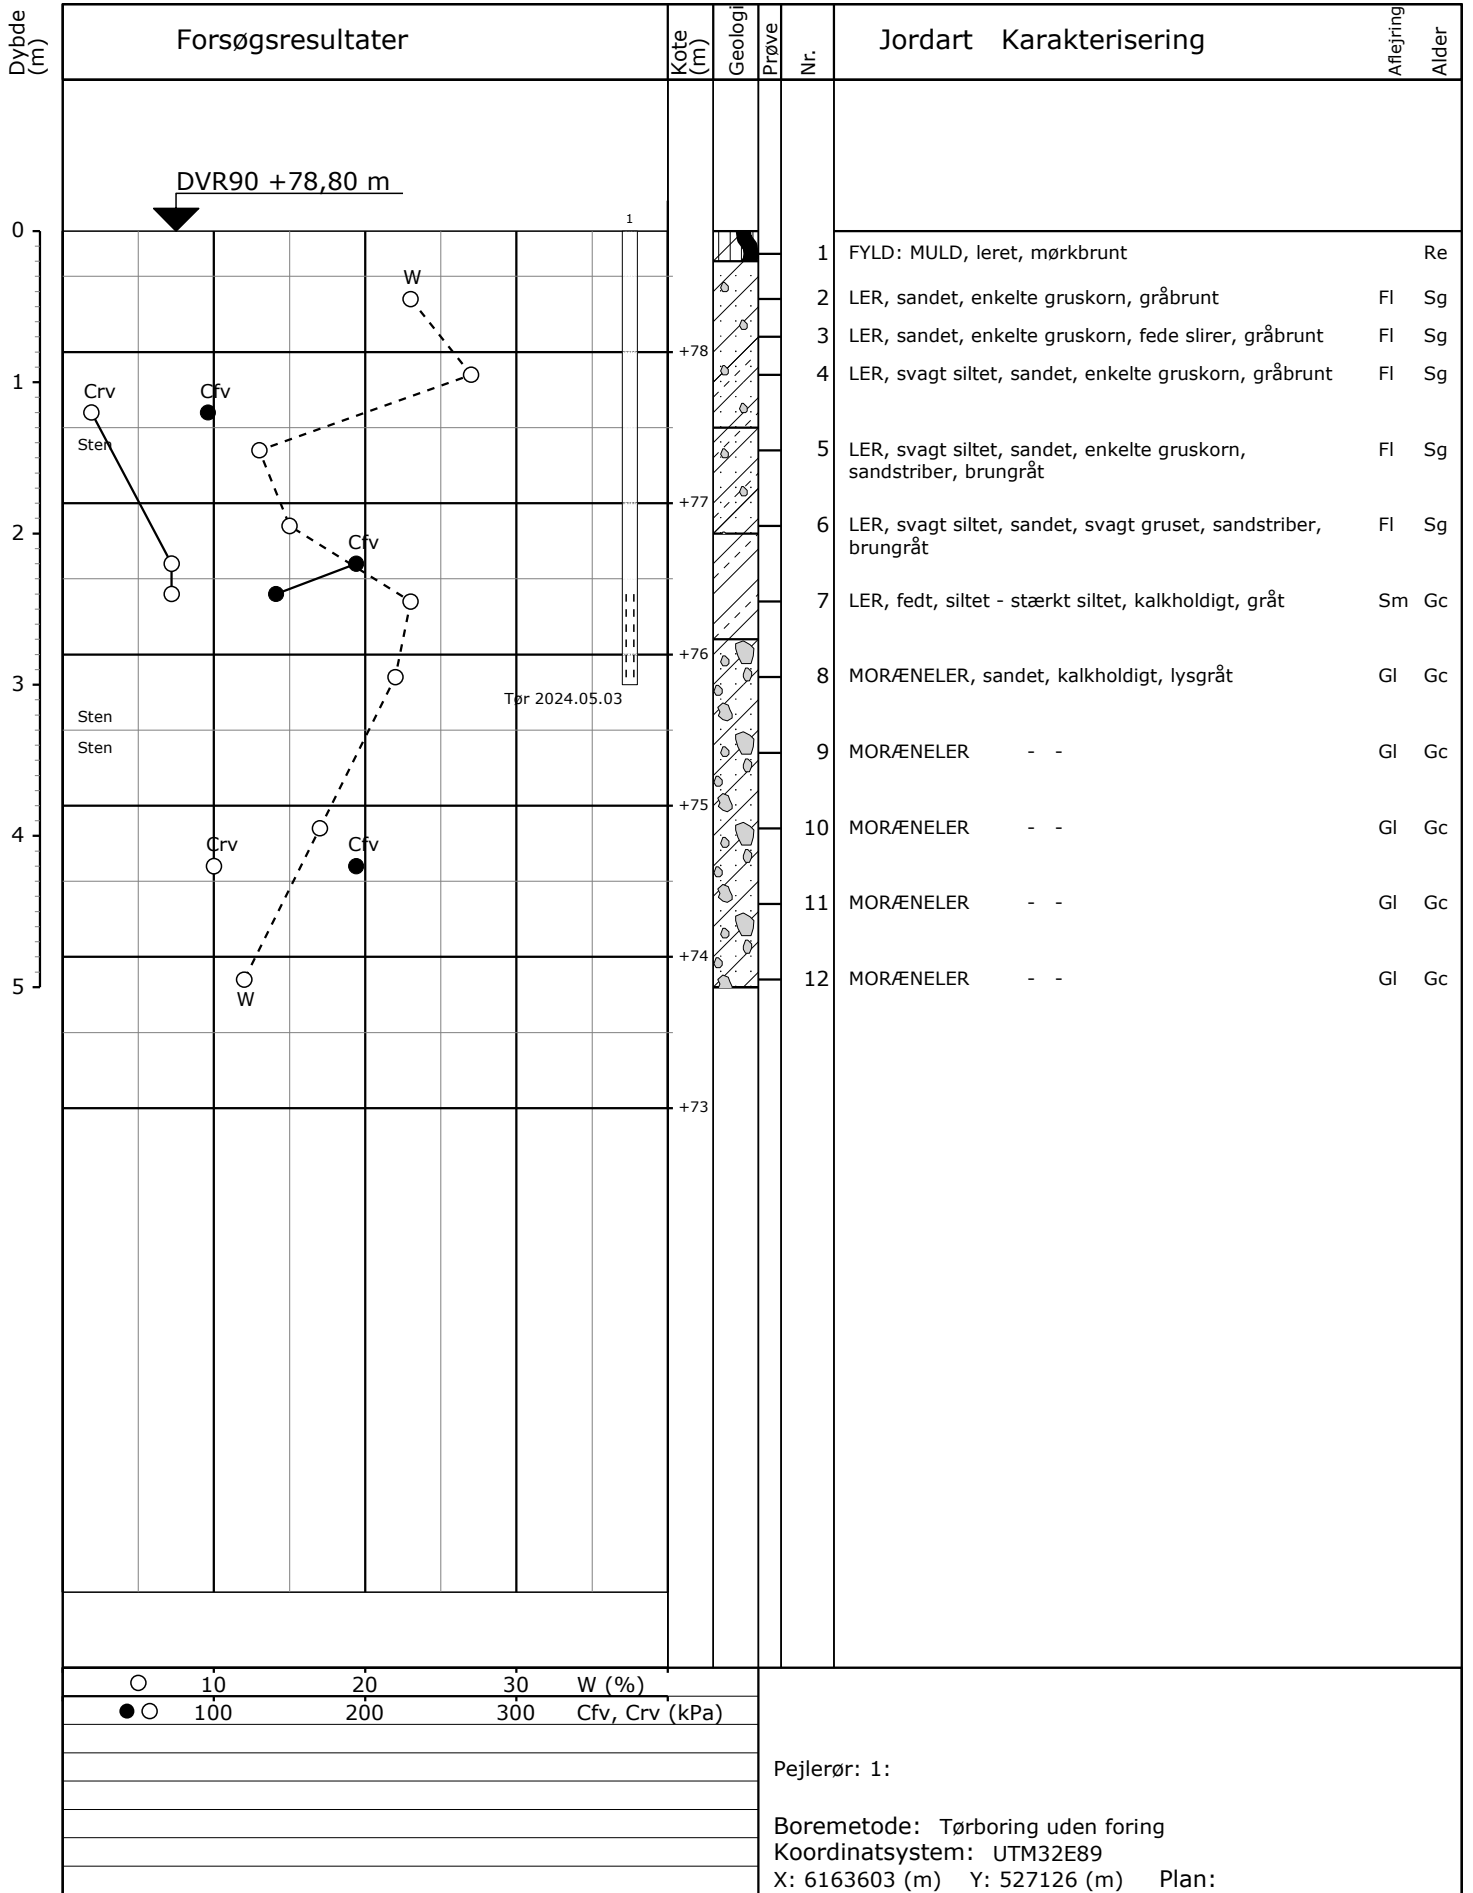 Dybde (m)
Forsøgsresultater
Kote (m)
Geologi
Prøve
Nr.
Jordart Karakterisering
Aflejring
Alder
DVR90 +78,80 m
0
1
1 FYLD: MULD, leret, mørkbrunt Re
W
2 LER, sandet, enkelte gruskorn, gråbrunt Fl Sg
3 LER, sandet, enkelte gruskorn, fede slirer, gråbrunt Fl Sg
+78
1
4 LER, svagt siltet, sandet, enkelte gruskorn, gråbrunt Fl Sg
Crv Cfv
Sten
5 LER, svagt siltet, sandet, enkelte gruskorn, Fl Sg
sandstriber, brungråt
+77
2
6 LER, svagt siltet, sandet, svagt gruset, sandstriber, Fl Sg
brungråt
Cfv
7 LER, fedt, siltet - stærkt siltet, kalkholdigt, gråt Sm Gc
+76
3
8 MORÆNELER, sandet, kalkholdigt, lysgråt Gl Gc
Tør 2024.05.03
Sten
Sten
9 MORÆNELER - - Gl Gc
+75
4
10 MORÆNELER - - Gl Gc
Crv Cfv
11 MORÆNELER - - Gl Gc
+74
5
12 MORÆNELER - - Gl Gc
W
+73
10 20 30 W (%)
100 200 300 Cfv, Crv (kPa)
Pejlerør: 1:
Boremetode: Tørboring uden foring
Koordinatsystem: UTM32E89
X: 6163603 (m) Y: 527126 (m) Plan: